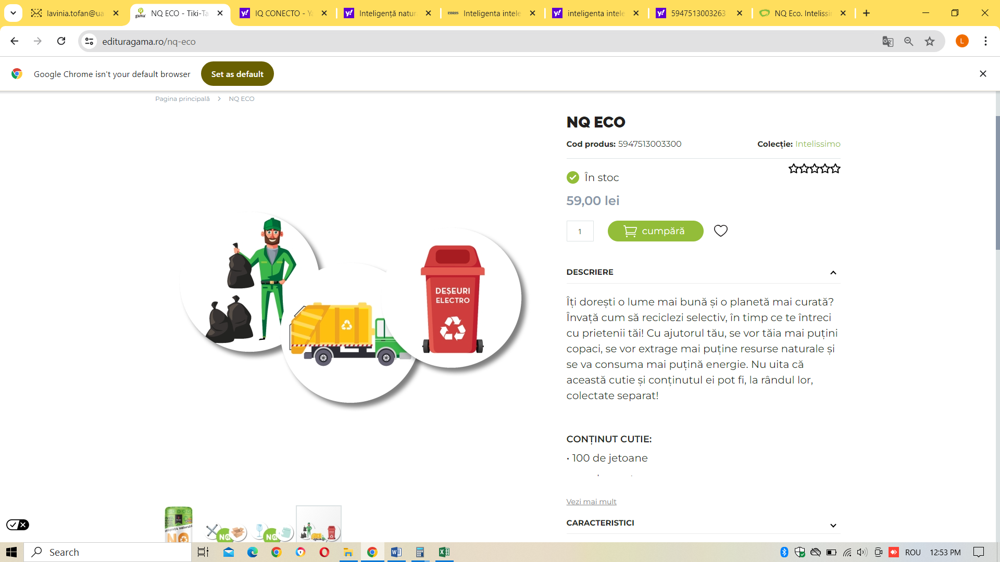 lavinia.tofan@ua
NQ ECO - Tiki-Ta
IQ CONECTO - Ya
Inteligență natur
Inteligenta intele
inteligenta intele
5947513003263
NQ Eco. Intelissi
edituragama.ro/nq-eco
L
Google Chrome isn't your default browser
Set as default
Pagina principală > NQ ECO
NQ ECO
Cod produs: 5947513003300
Colecție: Intelissimo
În stoc
59,00 lei
1
cumpără
DEȘEURI
ELECTRO
DESCRIERE
Îți dorești o lume mai bună și o planetă mai curată?
Învață cum să reciclezi selectiv, în timp ce te întreci
cu prietenii tăi! Cu ajutorul tău, se vor tăia mai puțini
copaci, se vor extrage mai puține resurse naturale și
se va consuma mai puțină energie. Nu uita că
această cutie și conținutul ei pot fi, la rândul lor,
colectate separat!
CONȚINUT CUTIE:
• 100 de jetoane
Vezi mai mult
CARACTERISTICI
NQ
NQ
NQ
Search
ROU
12:53 PM